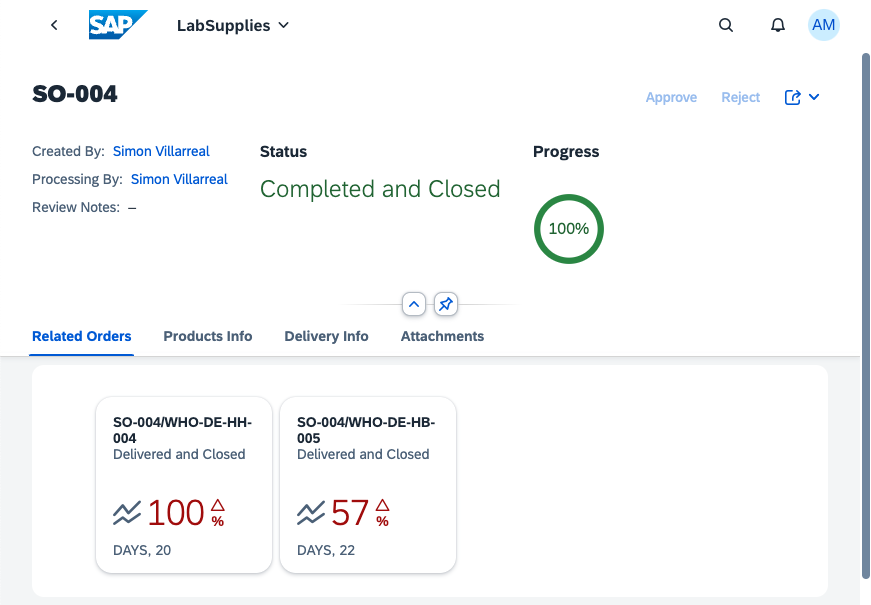 SAP
LabSupplies
AM
SO-004
Approve
Reject
Created By: Simon Villarreal
Processing By: Simon Villarreal
Review Notes: –
Status
Completed and Closed
Progress
100%
Related Orders
Products Info
Delivery Info
Attachments
SO-004/WHO-DE-HH-
004
Delivered and Closed
100
%
DAYS, 20
SO-004/WHO-DE-HB-
005
Delivered and Closed
57
%
DAYS, 22